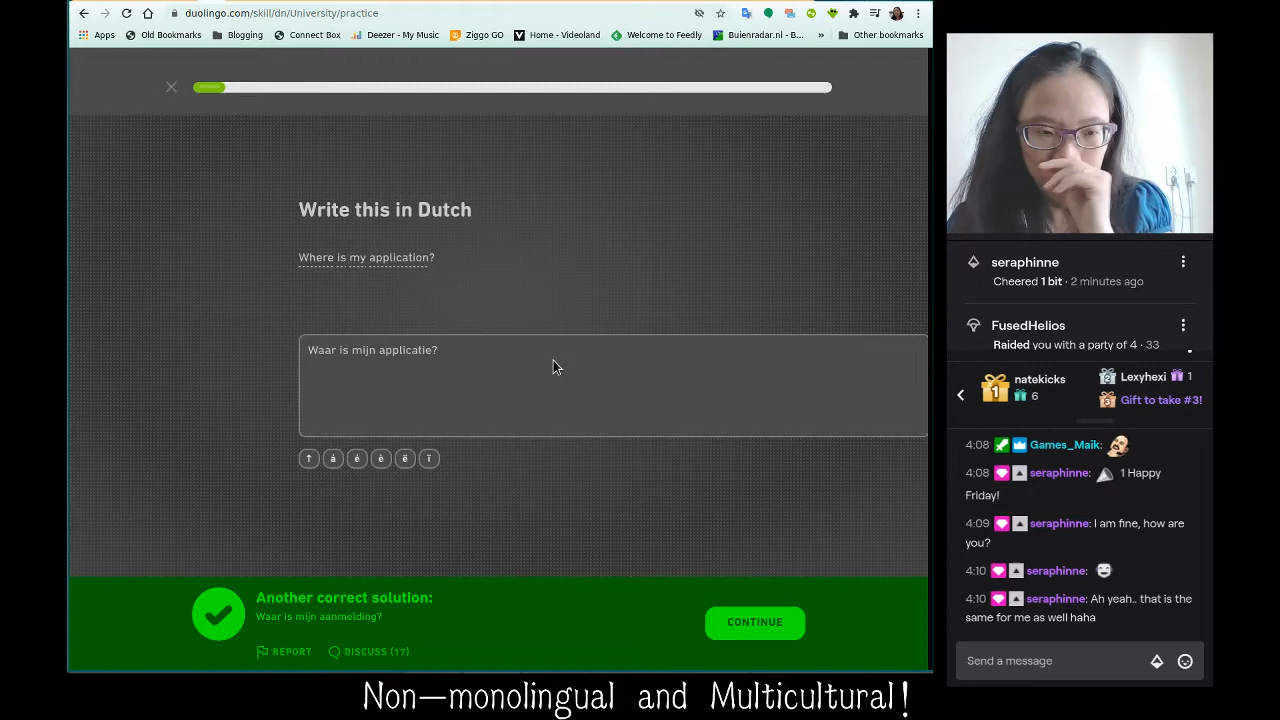 duolingo.com/skill/dn/University/practice
Apps Old Bookmarks Blogging Connect Box Deezer - My Music Ziggo GO Home - Videoland Welcome to Feedly Buienradar.nl - B... » Other bookmarks
Write this in Dutch
Where is my application?
Waar is mijn applicatie?
↑ á é è ë ï
Another correct solution:
Waar is mijn aanmelding?
REPORT DISCUSS (17)
CONTINUE
seraphinne
Cheered 1 bit · 2 minutes ago
FusedHelios
Raided you with a party of 4 · 33
natekicks
6
Lexyhexi 1
Gift to take #3!
4:08 Games_Maik:
4:08 seraphinne: 1 Happy
Friday!
4:09 seraphinne: I am fine, how are
you?
4:10 seraphinne:
4:10 seraphinne: Ah yeah.. that is the
same for me as well haha
Send a message
Non-monolingual and Multicultural!